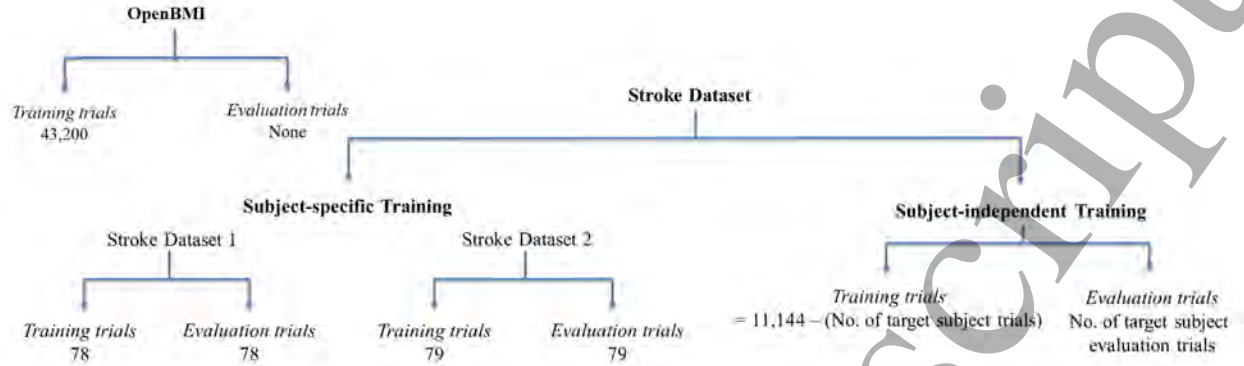 OpenBMI
Training trials
43,200
Evaluation trials
None
Stroke Dataset
Subject-specific Training
Stroke Dataset 1
Training trials
78
Evaluation trials
78
Stroke Dataset 2
Training trials
79
Evaluation trials
79
Subject-independent Training
Training trials
= 11,144 – (No. of target subject trials)
Evaluation trials
No. of target subject
evaluation trials
script